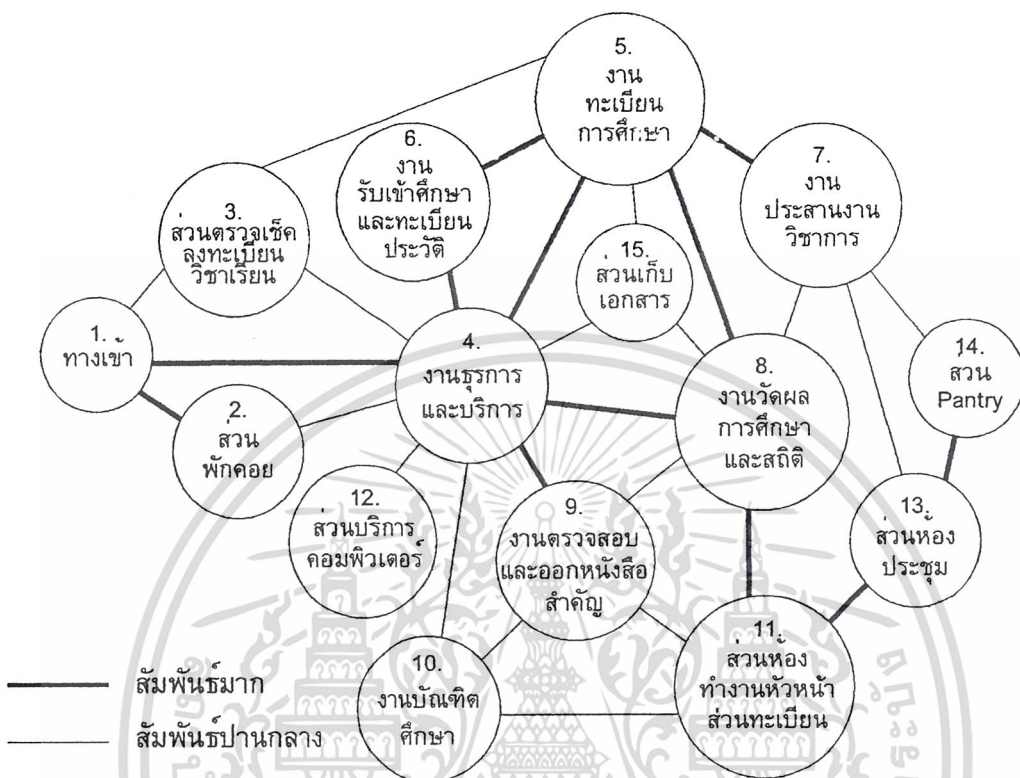 5.
งาน
ทะเบียน
การศึกษา
6.
งาน
รับเข้าศึกษา
และทะเบียน
ประวัติ
7.
งาน
ประสานงาน
วิชาการ
3.
ส่วนตรวจเช็ค
ลงทะเบียน
วิชาเรียน
15.
ส่วนเก็บ
เอกสาร
1.
ทางเข้า
4.
งานธุรการ
และบริการ
8.
งานวัดผล
การศึกษา
และสถิติ
14.
สวน
Pantry
2.
ส่วน
พักคอย
12.
ส่วนบริการ
คอมพิวเตอร์
9.
งานตรวจสอบ
และออกหนังสือ
สำคัญ
13.
ส่วนห้อง
ประชุม
10.
งานบัณฑิต
ศึกษา
11.
ส่วนห้อง
ทำงานหัวหน้า
ส่วนทะเบียน
สัมพันธ์มาก
สัมพันธ์ปานกลาง